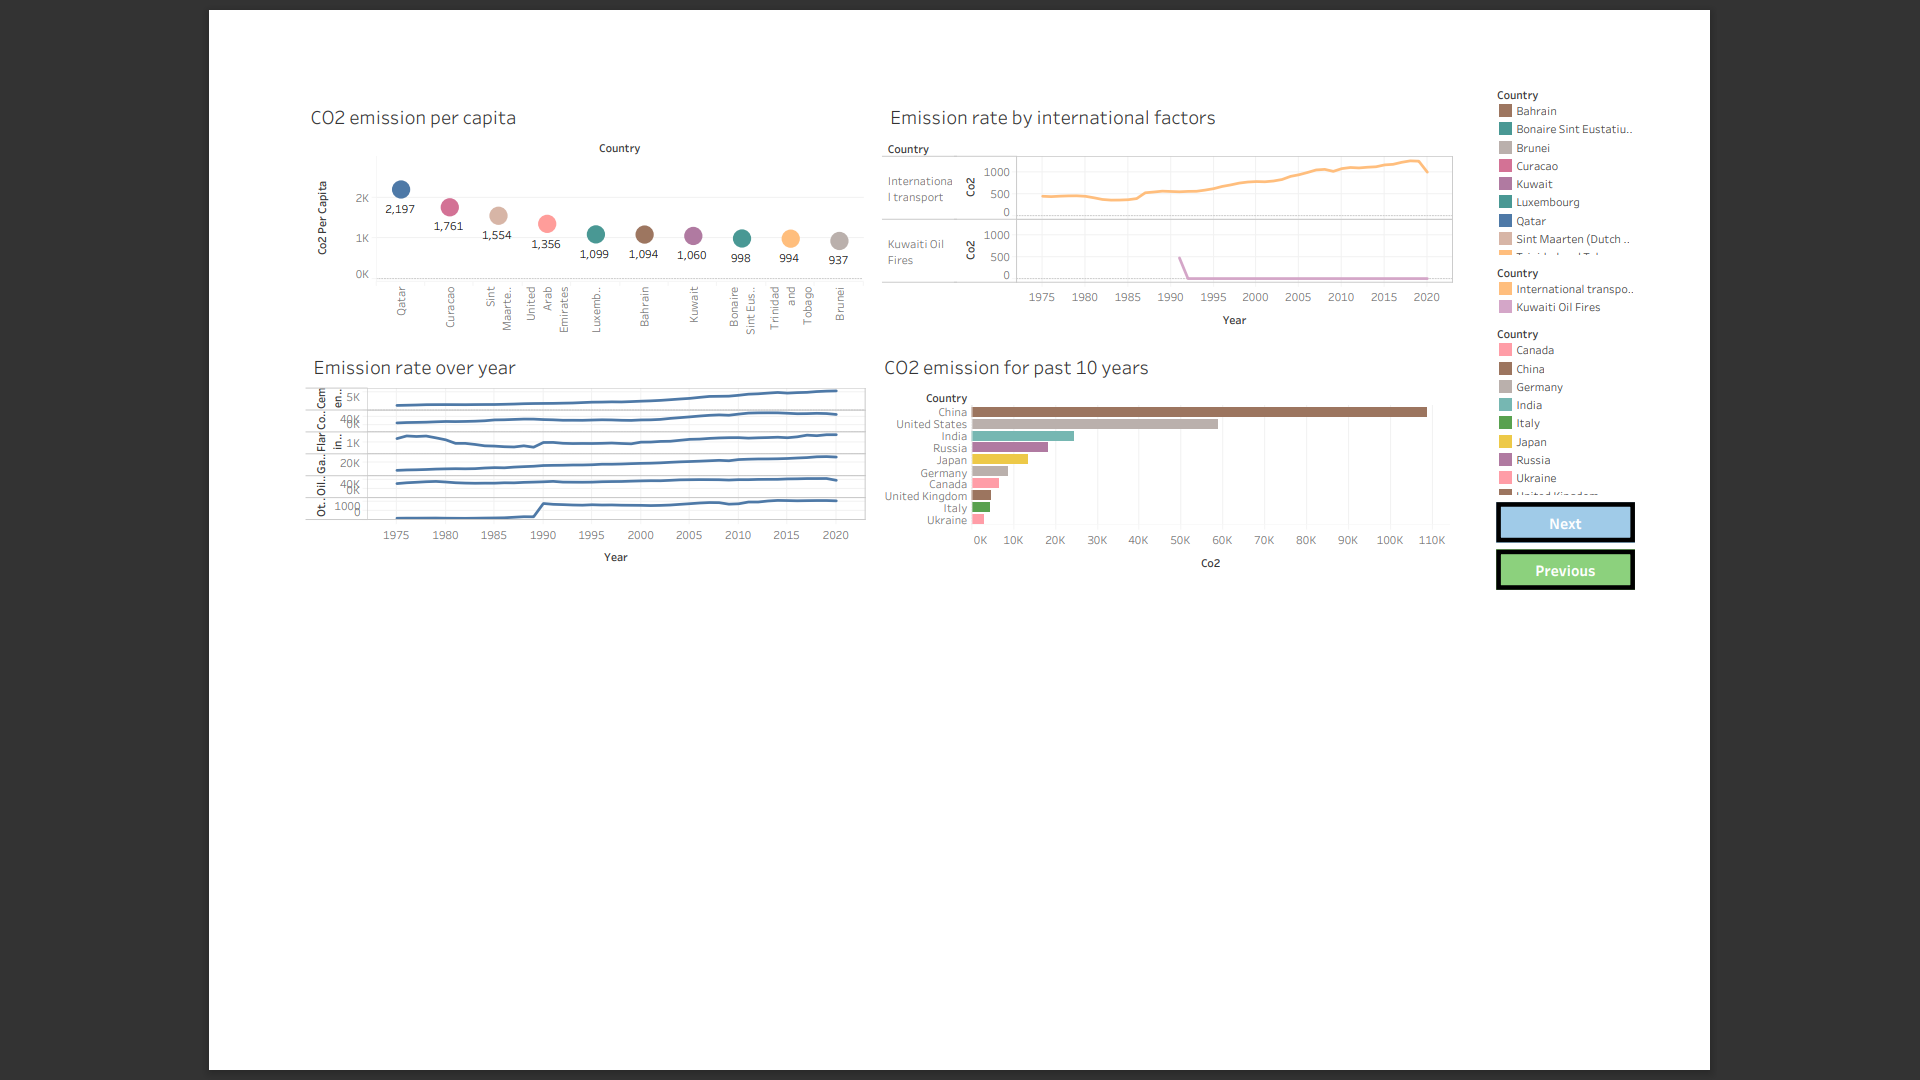 CO2 emission per capita
Country
Co2 Per Capita
2K
1K
0K
2,197
1,761
1,554
1,356
1,099
1,094
1,060
998
994
937
Qatar
Curacao
Sint
Maarte..
United
Arab
Emirates
Luxemb..
Bahrain
Kuwait
Bonaire
Sint Eus..
Trinidad
and
Tobago
Brunei
Emission rate by international factors
Country
Internationa
l transport
Co2
1000
500
0
Kuwaiti Oil
Fires
Co2
1000
500
0
1975
1980
1985
1990
1995
2000
2005
2010
2015
2020
Year
Emission rate over year
Cem
en..
5K
Co..
40K
0K
Flar
in..
1K
Ga..
20K
Oil..
40K
0K
Ot..
1000
0
1975
1980
1985
1990
1995
2000
2005
2010
2015
2020
Year
CO2 emission for past 10 years
Country
China
United States
India
Russia
Japan
Germany
Canada
United Kingdom
Italy
Ukraine
0K
10K
20K
30K
40K
50K
60K
70K
80K
90K
100K
110K
Co2
Country
Bahrain
Bonaire Sint Eustatiu..
Brunei
Curacao
Kuwait
Luxembourg
Qatar
Sint Maarten (Dutch ..
Country
International transpo..
Kuwaiti Oil Fires
Country
Canada
China
Germany
India
Italy
Japan
Russia
Ukraine
United Kingdom
Next
Previous